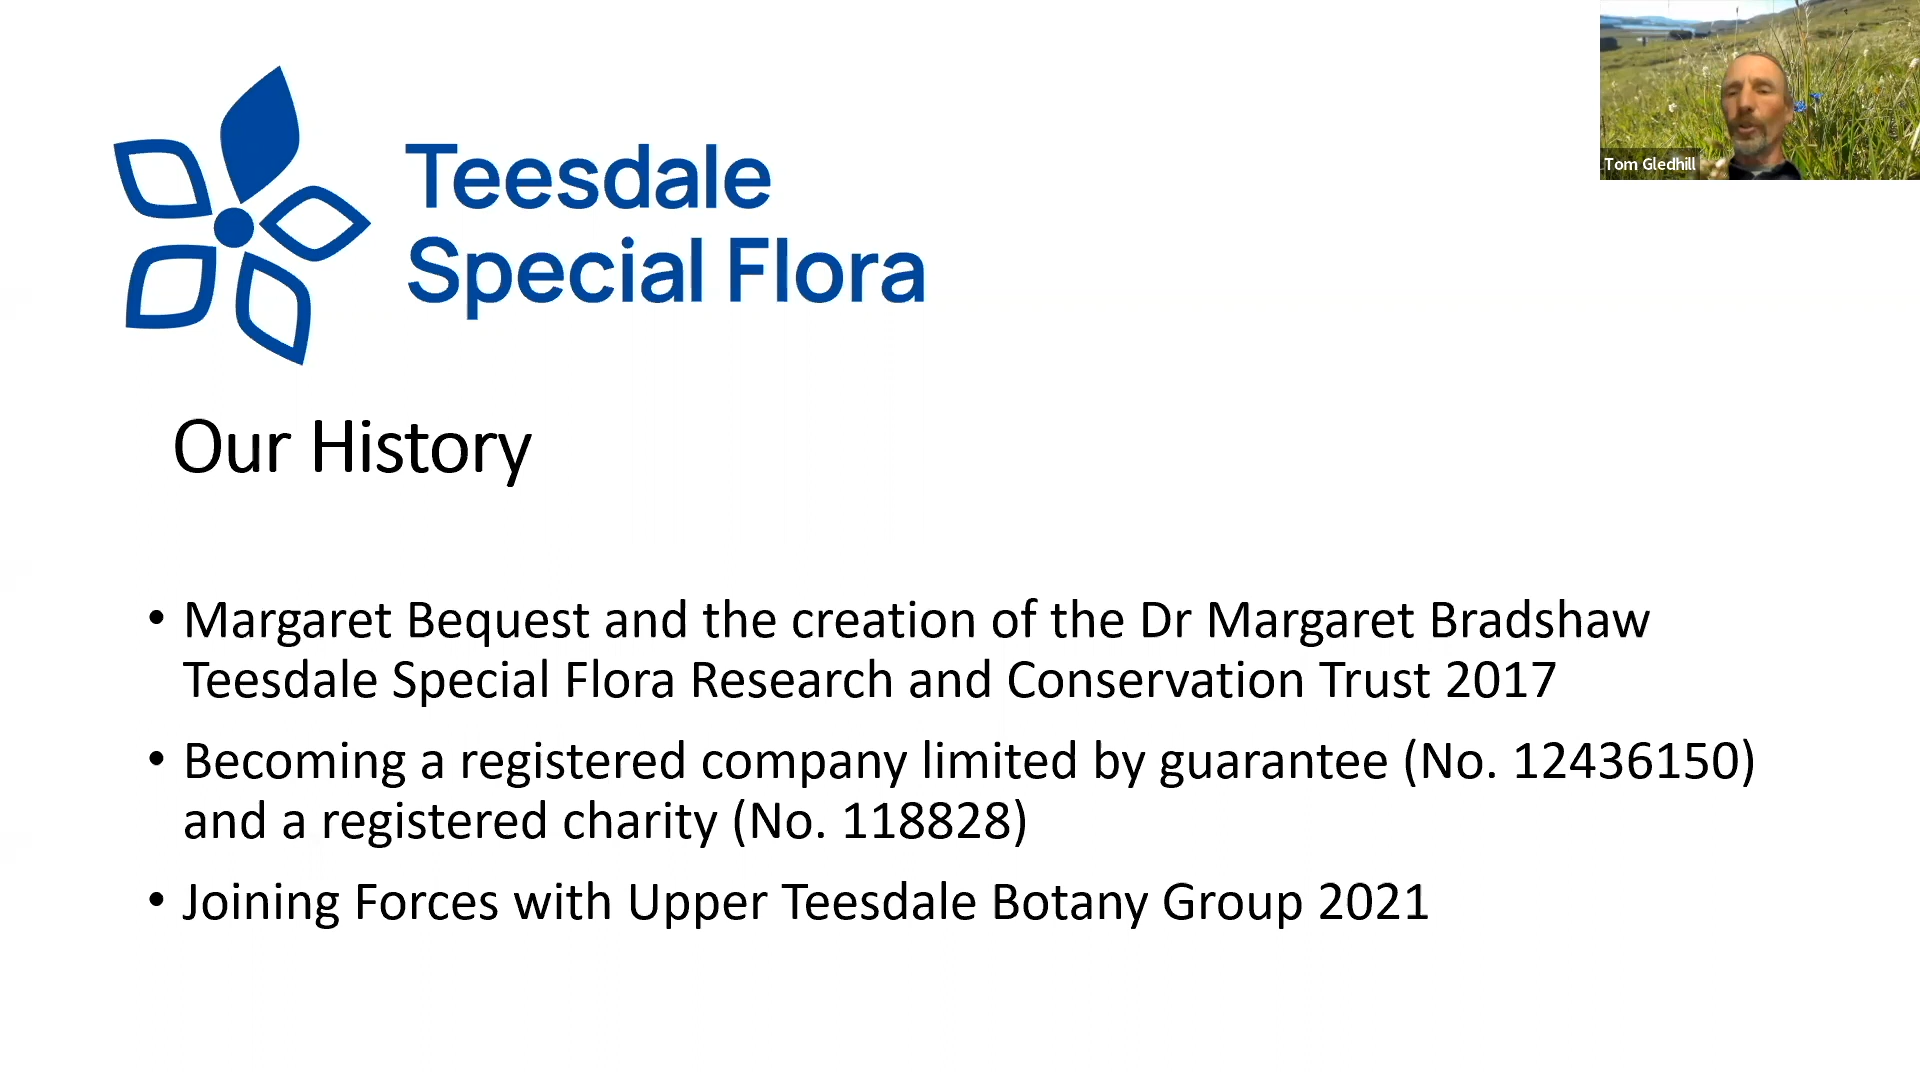 Tom Gledhill
Teesdale
Special Flora
Our History
• Margaret Bequest and the creation of the Dr Margaret Bradshaw
Teesdale Special Flora Research and Conservation Trust 2017
• Becoming a registered company limited by guarantee (No. 12436150)
and a registered charity (No. 118828)
• Joining Forces with Upper Teesdale Botany Group 2021